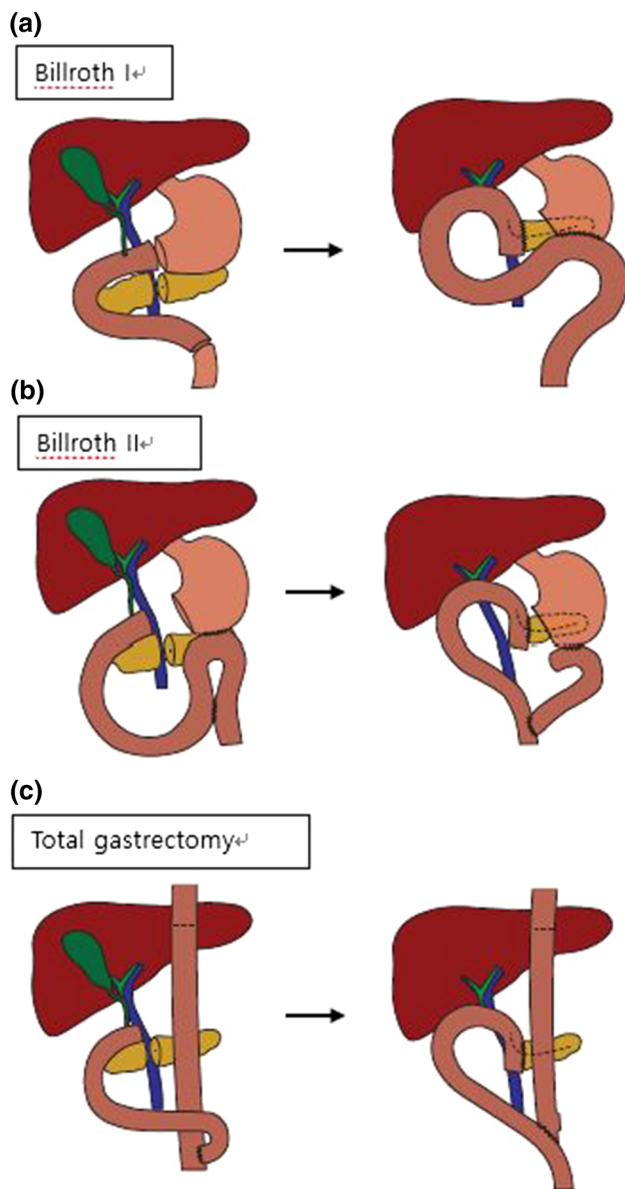 (a)
Billroth I↵
(b)
Billroth II↵
(c)
Total gastrectomy↵